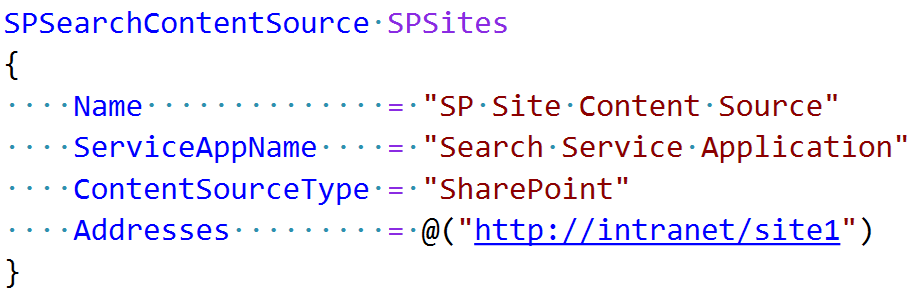 SPSearchContentSource SPSites
{
    Name              = "SP Site Content Source"
    ServiceAppName    = "Search Service Application"
    ContentSourceType = "SharePoint"
    Addresses         = @("http://intranet/site1")
}